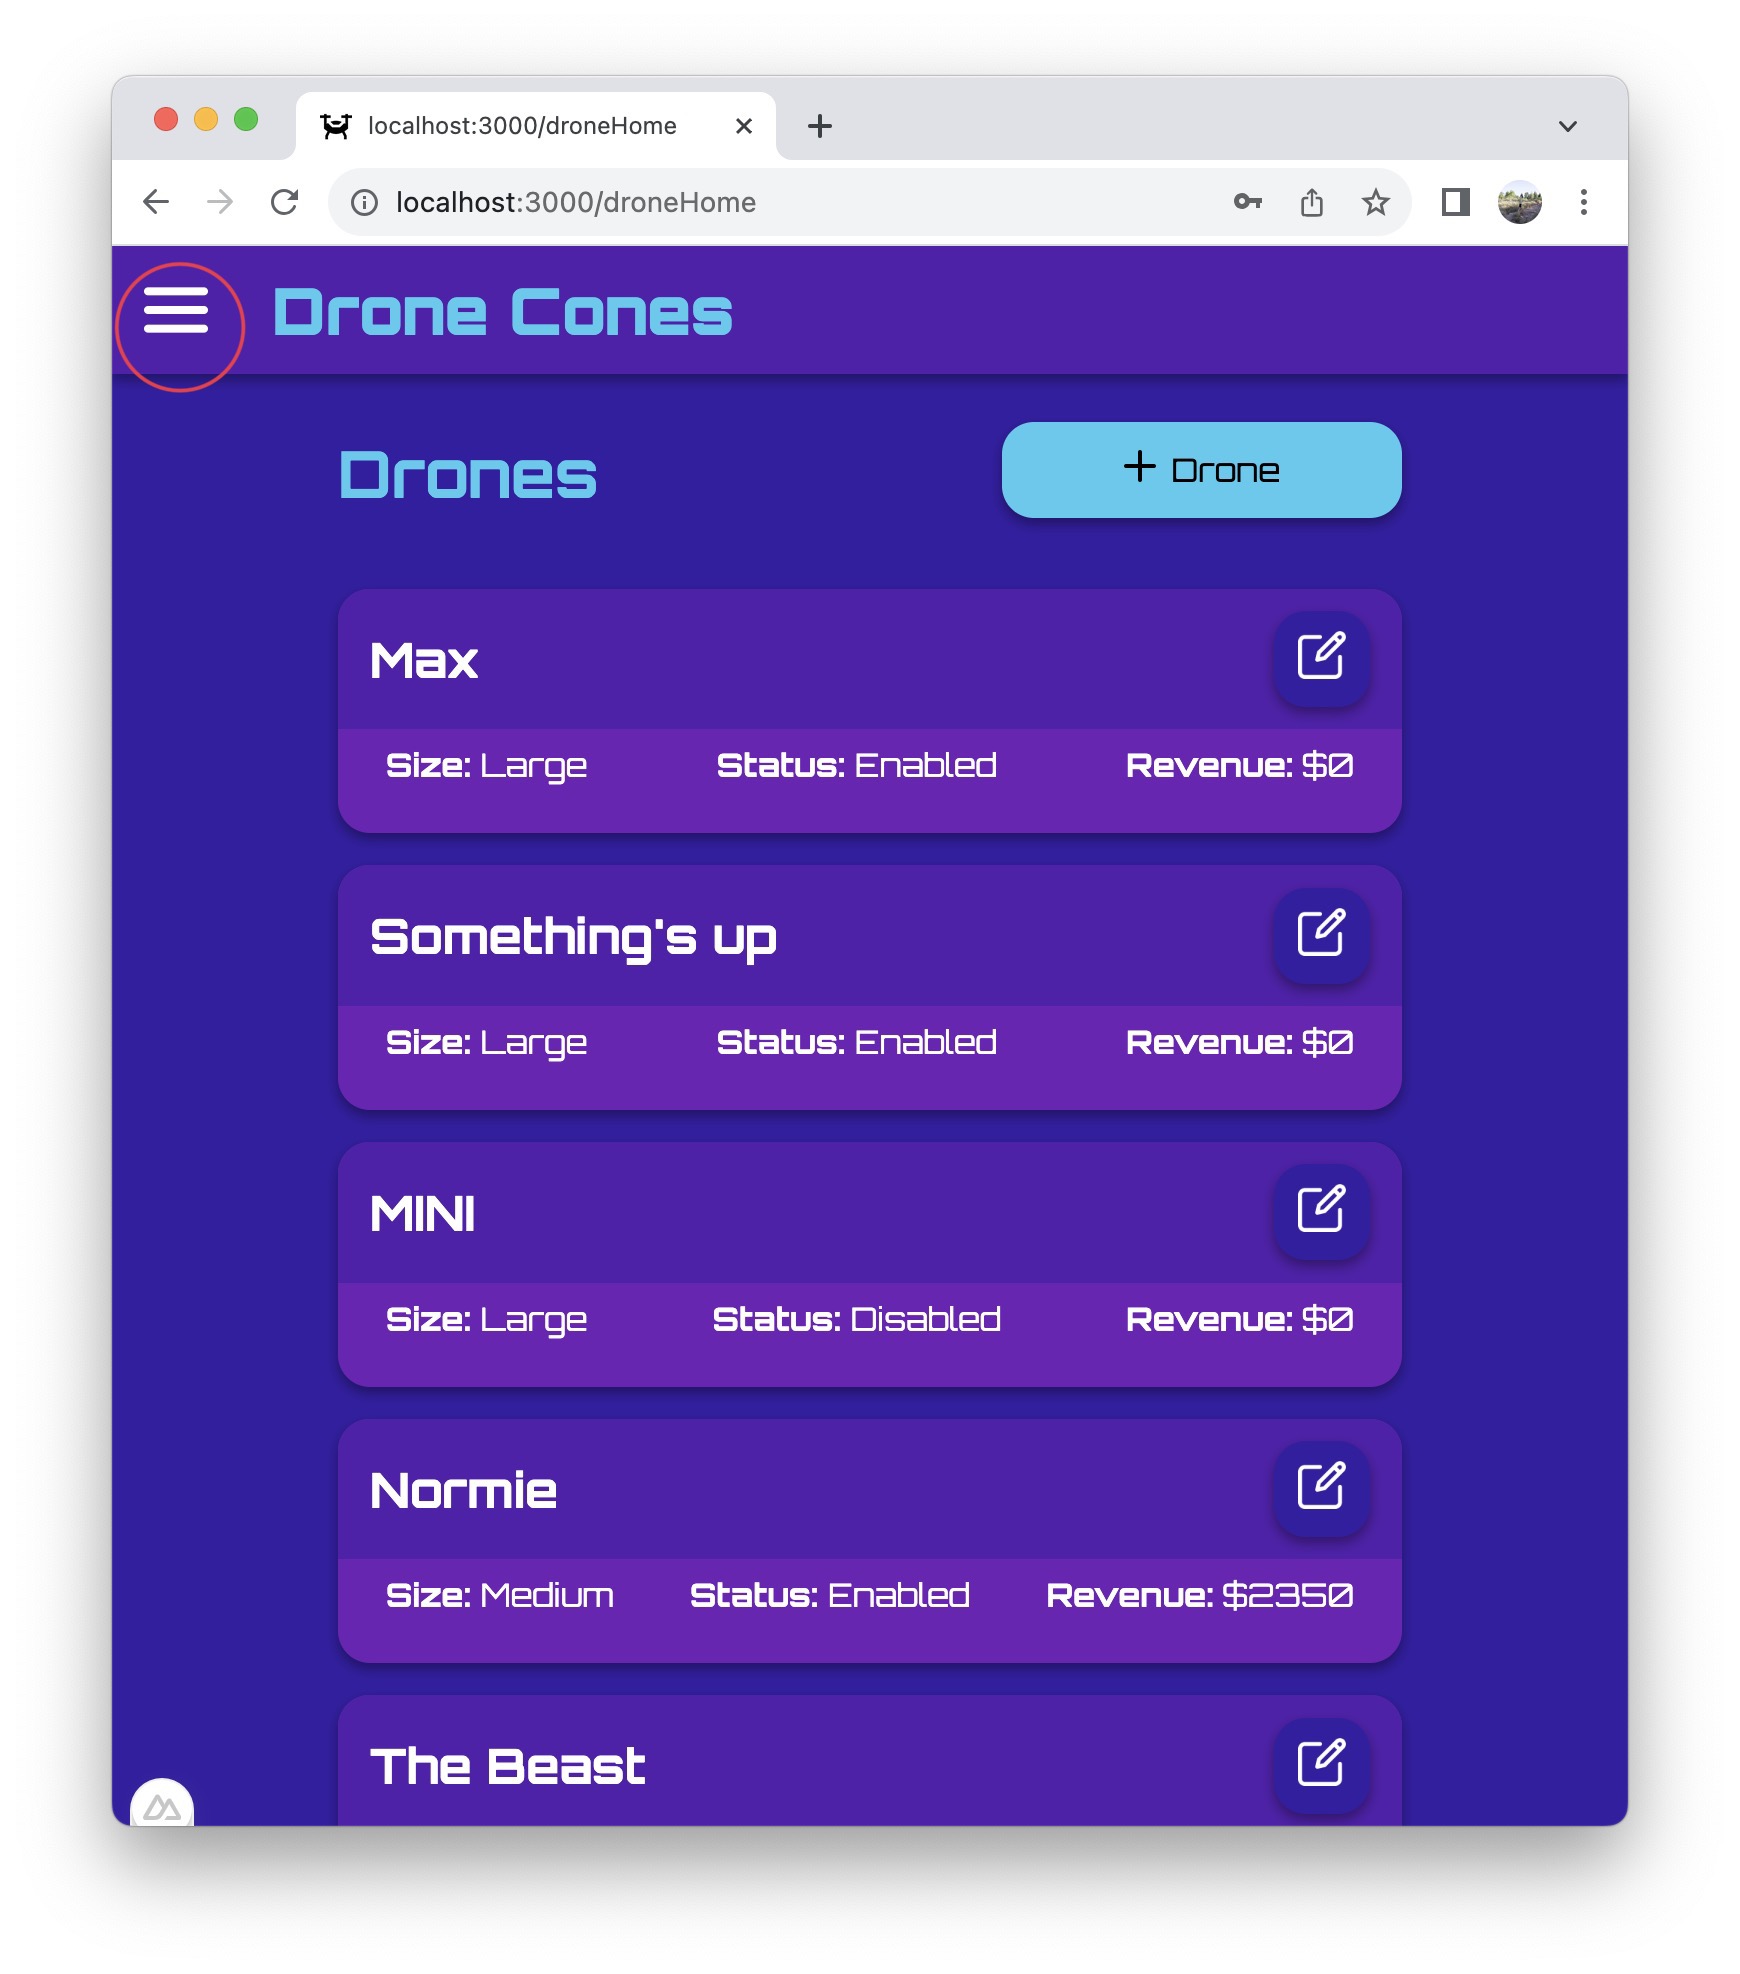 localhost:3000/droneHome
localhost:3000/droneHome
Drone Cones
Drones
+ Drone
Max
Size: Large Status: Enabled Revenue: $0
Something's up
Size: Large Status: Enabled Revenue: $0
MINI
Size: Large Status: Disabled Revenue: $0
Normie
Size: Medium Status: Enabled Revenue: $2350
The Beast